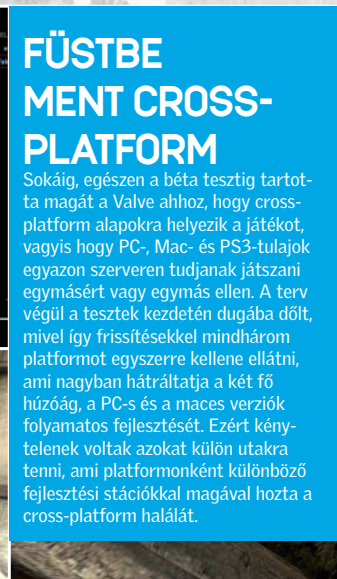 FÜSTBE
MENT CROSS-
PLATFORM
Sokáig, egészen a béta tesztig tartot-
ta magát a Valve ahhoz, hogy cross-
platform alapokra helyezik a játékot,
vagyis hogy PC-, Mac- és PS3-tulajok
egyazon szerveren tudjanak játszani
egymásért vagy egymás ellen. A terv
végül a tesztek kezdetén dugába dőlt,
mivel így frissítésekkel mindhárom
platformot egyszerre kellene ellátni,
ami nagyban hátráltatja a két fő
húzóág, a PC-s és a maces verziók
folyamatos fejlesztését. Ezért kény-
telenek voltak azokat külön utakra
tenni, ami platformonként különböző
fejlesztési stációkkal magával hozta a
cross-platform halálát.